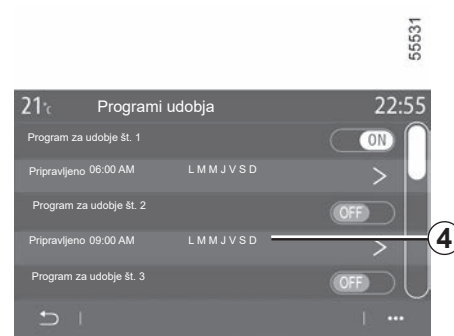 55531
21°c Programi udobja 22:55
Program za udobje št. 1 ON
Pripravljeno 06:00 AM L M M J V S D >
Program za udobje št. 2 OFF
Pripravljeno 09:00 AM L M M J V S D > 4
Program za udobje št. 3 OFF